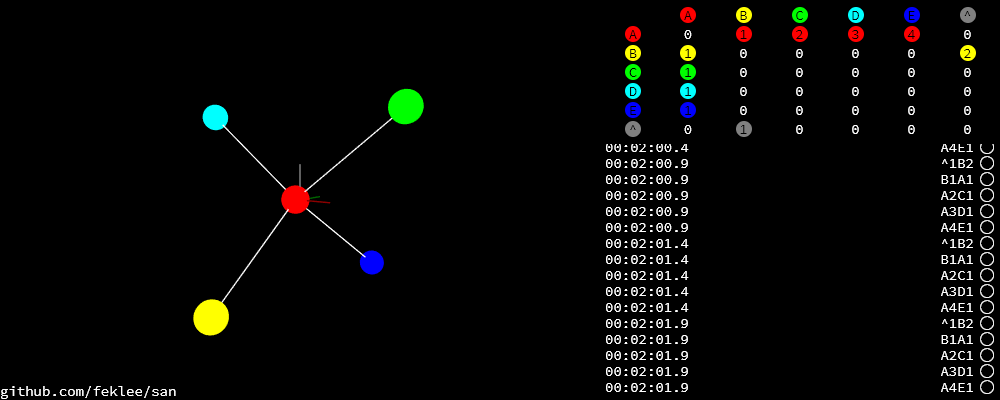 A B C D E ^
A 0 1 2 3 4 0
B 1 0 0 0 0 2
C 1 0 0 0 0 0
D 1 0 0 0 0 0
E 1 0 0 0 0 0
^ 0 1 0 0 0 0
00:02:00.4 A4E1
00:02:00.9 ^1B2
00:02:00.9 B1A1
00:02:00.9 A2C1
00:02:00.9 A3D1
00:02:00.9 A4E1
00:02:01.4 ^1B2
00:02:01.4 B1A1
00:02:01.4 A2C1
00:02:01.4 A3D1
00:02:01.4 A4E1
00:02:01.9 ^1B2
00:02:01.9 B1A1
00:02:01.9 A2C1
00:02:01.9 A3D1
00:02:01.9 A4E1
github.com/feklee/san